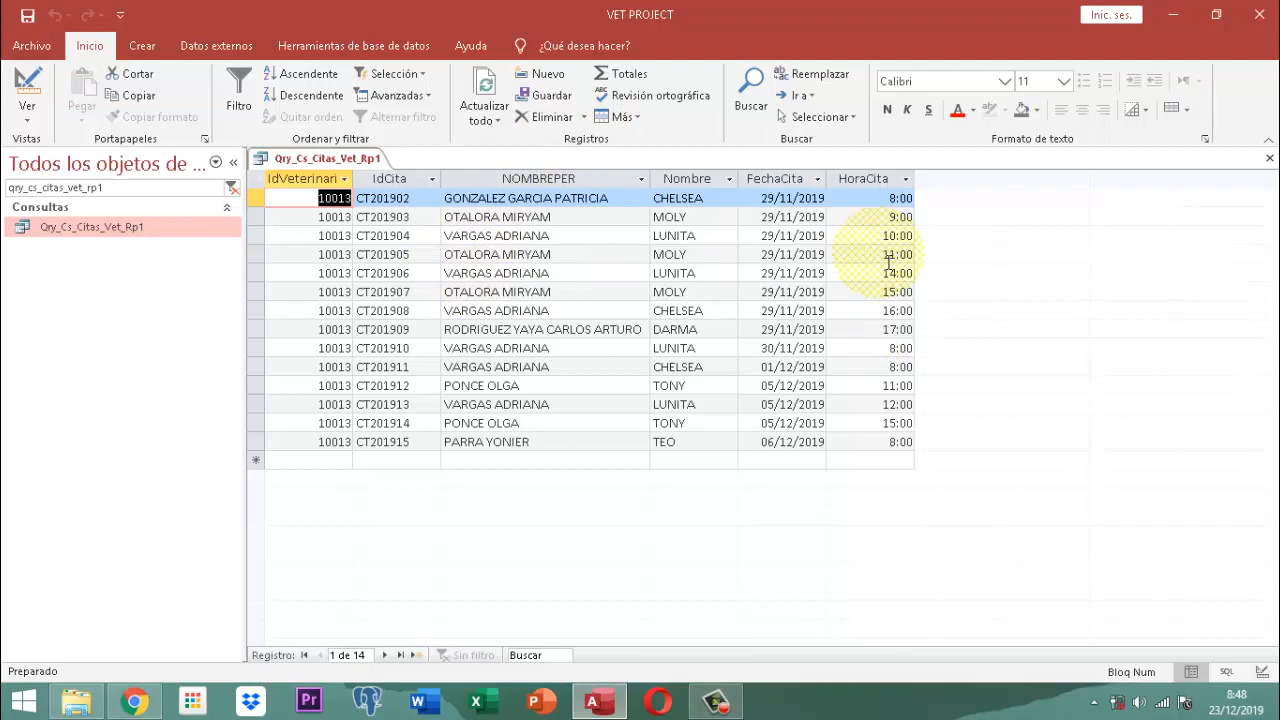 VET PROJECT
Inic. ses.
Archivo Inicio Crear Datos externos Herramientas de base de datos Ayuda ¿Qué desea hacer?
Ver
Vistas
Pegar
Cortar
Copiar
Copiar formato
Portapapeles
Filtro
Ascendente
Descendente
Quitar orden
Selección
Avanzadas
Alternar filtro
Ordenar y filtrar
Actualizar todo
Nuevo
Guardar
Eliminar
Totales
Revisión ortográfica
Más
Registros
Buscar
Reemplazar
Ir a
Seleccionar
Buscar
Calibri 11
N K S
Formato de texto
Todos los objetos de ...
qry_cs_citas_vet_rp1
Consultas
Qry_Cs_Citas_Vet_Rp1
Qry_Cs_Citas_Vet_Rp1
IdVeterinari IdCita NOMBREPER Nombre FechaCita HoraCita
10013 CT201902 GONZALEZ GARCIA PATRICIA CHELSEA 29/11/2019 8:00
10013 CT201903 OTALORA MIRYAM MOLY 29/11/2019 9:00
10013 CT201904 VARGAS ADRIANA LUNITA 29/11/2019 10:00
10013 CT201905 OTALORA MIRYAM MOLY 29/11/2019 11:00
10013 CT201906 VARGAS ADRIANA LUNITA 29/11/2019 14:00
10013 CT201907 OTALORA MIRYAM MOLY 29/11/2019 15:00
10013 CT201908 VARGAS ADRIANA CHELSEA 29/11/2019 16:00
10013 CT201909 RODRIGUEZ YAYA CARLOS ARTURO DARMA 29/11/2019 17:00
10013 CT201910 VARGAS ADRIANA LUNITA 30/11/2019 8:00
10013 CT201911 VARGAS ADRIANA CHELSEA 01/12/2019 8:00
10013 CT201912 PONCE OLGA TONY 05/12/2019 11:00
10013 CT201913 VARGAS ADRIANA LUNITA 05/12/2019 12:00
10013 CT201914 PONCE OLGA TONY 05/12/2019 15:00
10013 CT201915 PARRA YONIER TEO 06/12/2019 8:00
Registro: 1 de 14 Sin filtro Buscar
Preparado
Bloq Num SQL
Pr
8:48
23/12/2019